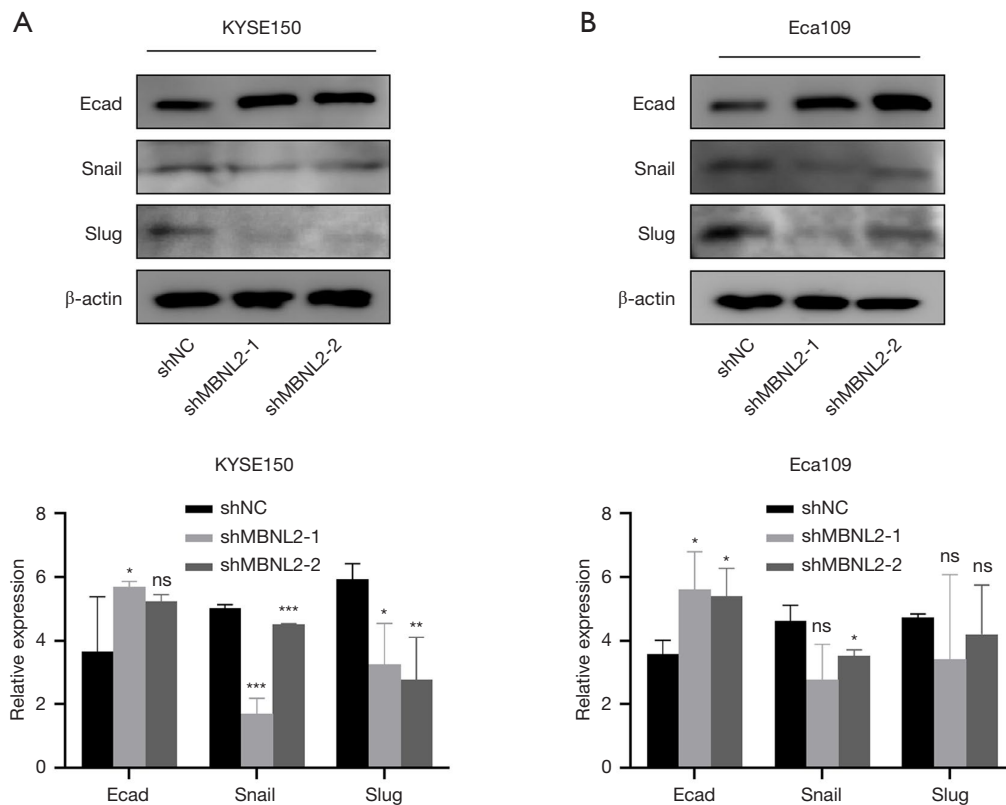 A
KYSE150
Ecad
Snail
Slug
β-actin
shNC
shMBNL2-1
shMBNL2-2
B
Eca109
Ecad
Snail
Slug
β-actin
shNC
shMBNL2-1
shMBNL2-2
KYSE150
shNC
shMBNL2-1
shMBNL2-2
Relative expression
8
6
4
2
0
*
ns
***
***
*
**
Ecad
Snail
Slug
Eca109
shNC
shMBNL2-1
shMBNL2-2
Relative expression
8
6
4
2
0
*
*
ns
*
ns
ns
Ecad
Snail
Slug